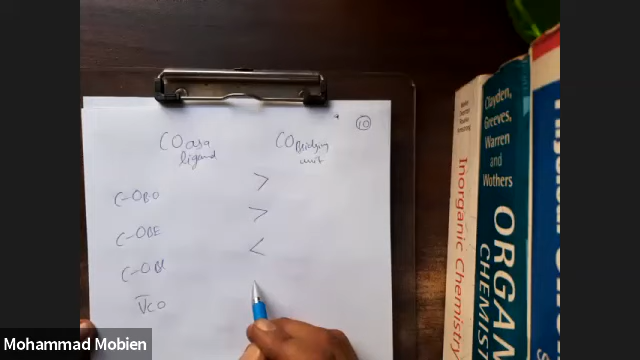 10
CO as a
ligand
CO Bridging
unit
C-O B·O >
C-O BE >
C-O Bl <
ν̅CO
Inorganic Chemistry
Clayden,
Greeves,
Warren
and
Wothers
ORGANIC
CHEMISTRY
Mohammad Mobien